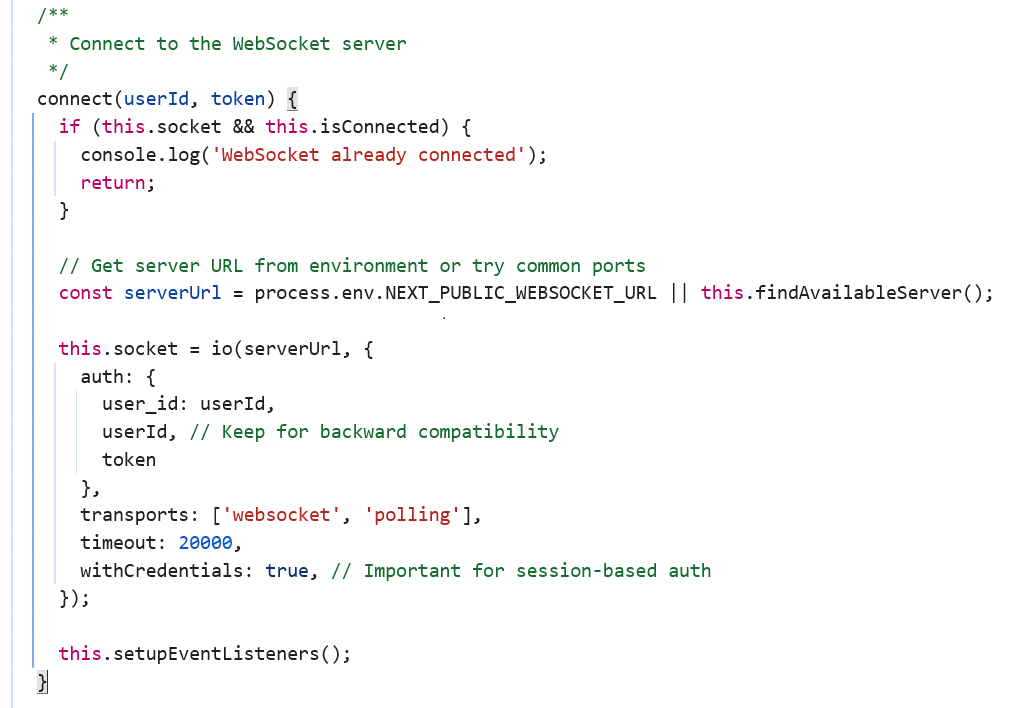 /**
 * Connect to the WebSocket server
 */
connect(userId, token) {
  if (this.socket && this.isConnected) {
    console.log('WebSocket already connected');
    return;
  }

  // Get server URL from environment or try common ports
  const serverUrl = process.env.NEXT_PUBLIC_WEBSOCKET_URL || this.findAvailableServer();

  this.socket = io(serverUrl, {
    auth: {
      user_id: userId,
      userId, // Keep for backward compatibility
      token
    },
    transports: ['websocket', 'polling'],
    timeout: 20000,
    withCredentials: true, // Important for session-based auth
  });

  this.setupEventListeners();
}